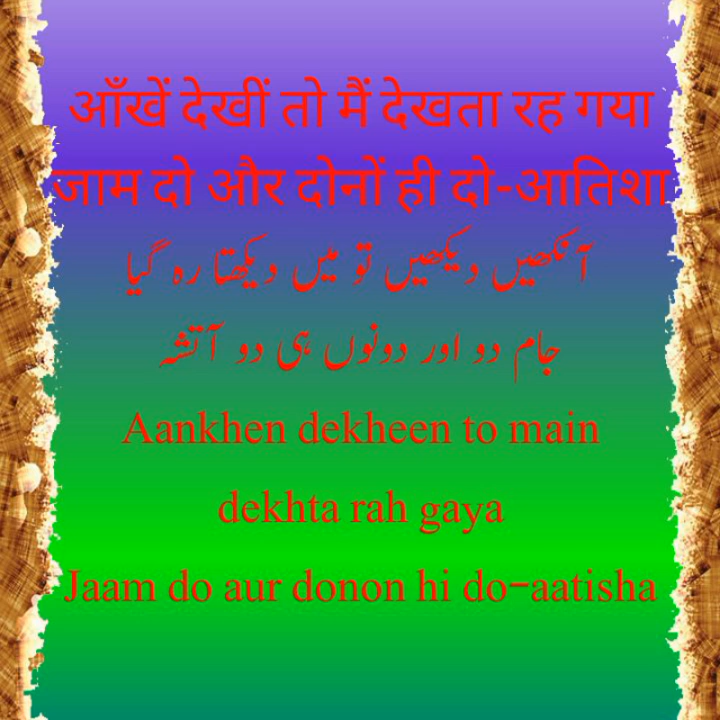 आँखें देखीं तो मैं देखता रह गया
जाम दो और दोनों ही दो-आतिशा
آنکھیں دیکھیں تو میں دیکھتا رہ گیا
جام دو اور دونوں ہی دو آتشہ
Aankhen dekheen to main
dekhta rah gaya
Jaam do aur donon hi do-aatisha